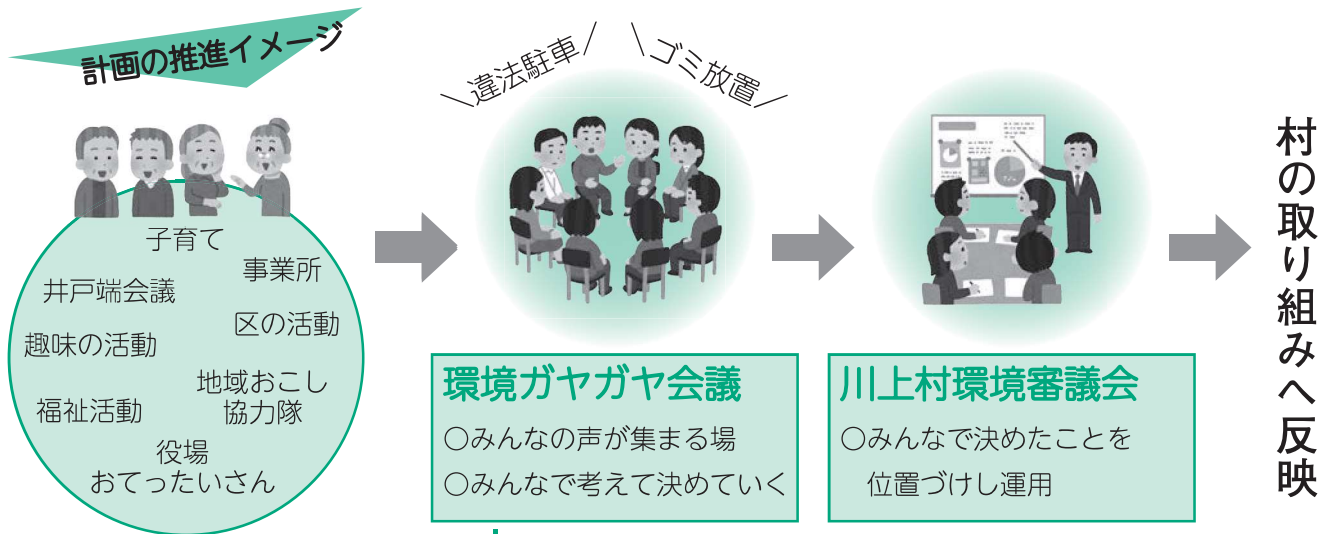 計画の推進イメージ
子育て
事業所
井戸端会議
区の活動
趣味の活動
地域おこし
協力隊
福祉活動
役場
おてったいさん
違法駐車
ゴミ放置
環境ガヤガヤ会議
○みんなの声が集まる場
○みんなで考えて決めていく
川上村環境審議会
○みんなで決めたことを
位置づけし運用
村の取り組みへ反映